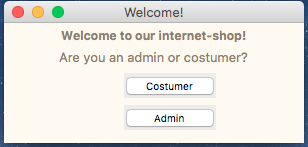 Welcome!
Welcome to our internet-shop!
Are you an admin or costumer?
Costumer
Admin